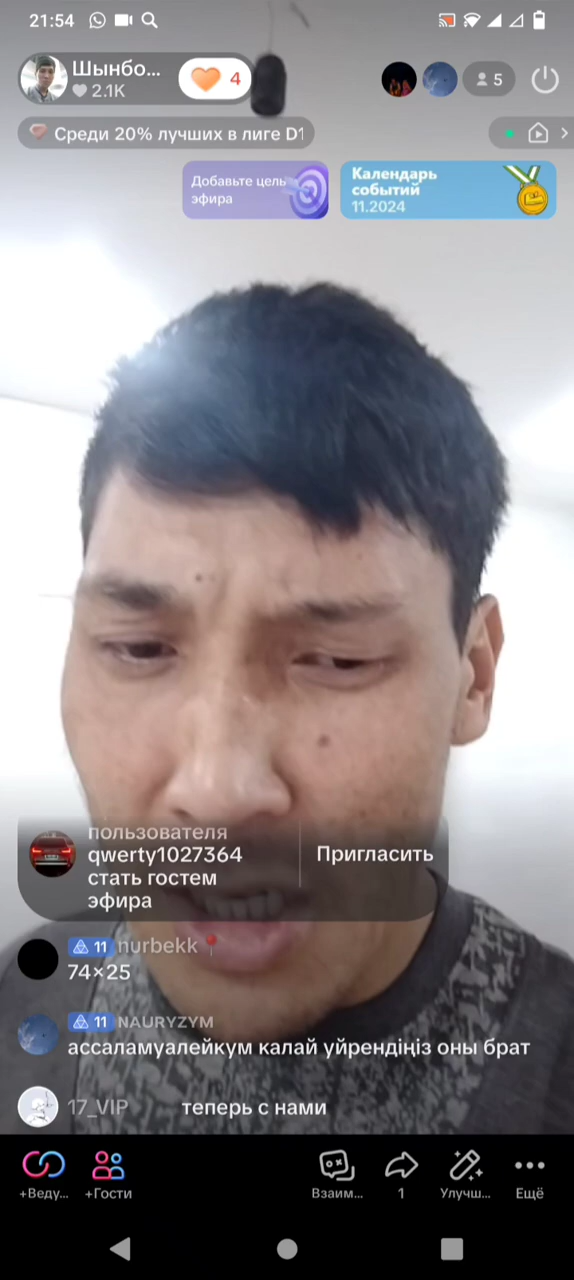 21:54
Шынбо...
2.1K
4
5
Среди 20% лучших в лиге D1
Добавьте цель
эфира
Календарь
событий
11.2024
пользователя
qwerty1027364
стать гостем
эфира
Пригласить
11 nurbekk
74×25
11 NAURYZYM
ассаламуалейкум калай уйрендіңіз оны брат
17_VIP теперь с нами
+Веду...
+Гости
Взаим...
1
Улучш...
Ещё